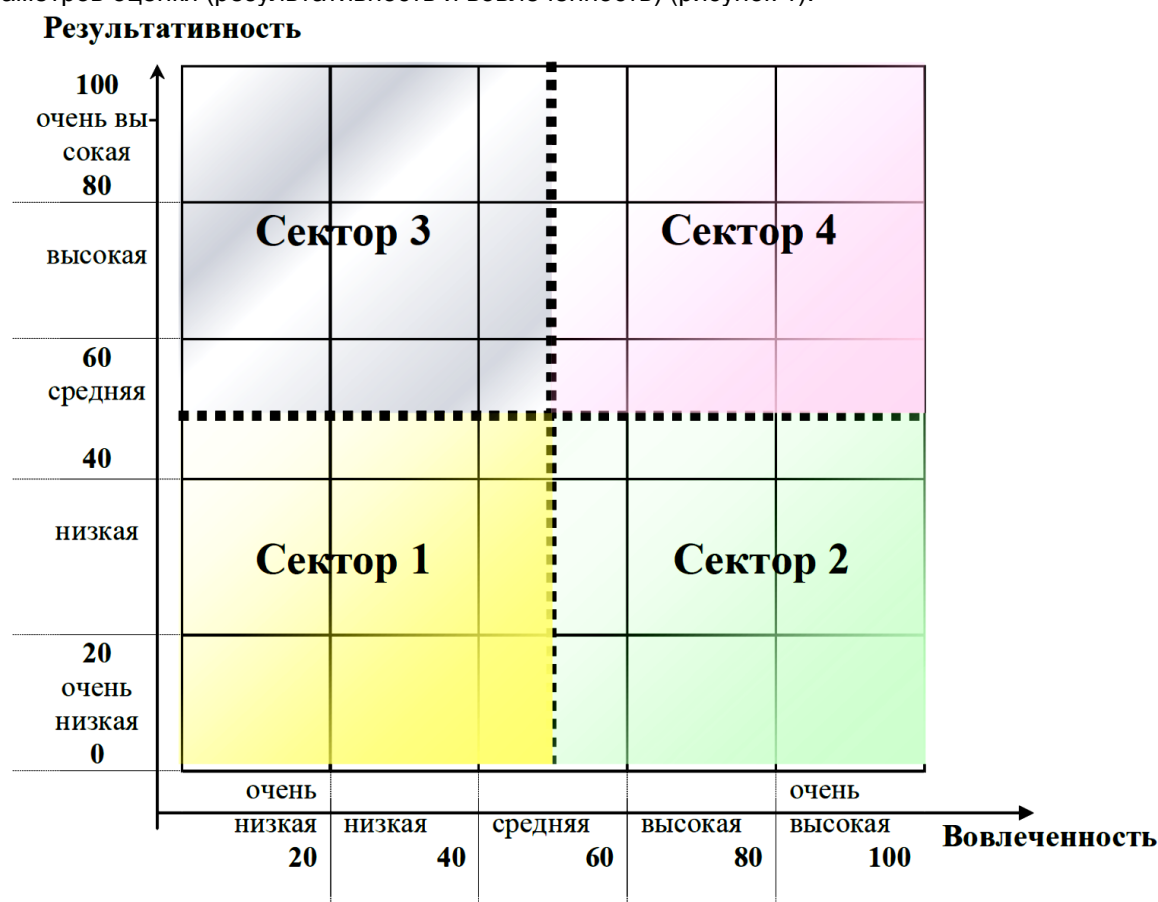 Результативность
100
очень вы-
сокая
80
высокая
60
средняя
40
низкая
20
очень
низкая
0
Сектор 3
Сектор 4
Сектор 1
Сектор 2
очень
низкая
20
низкая
40
средняя
60
высокая
80
очень
высокая
100
Вовлеченность